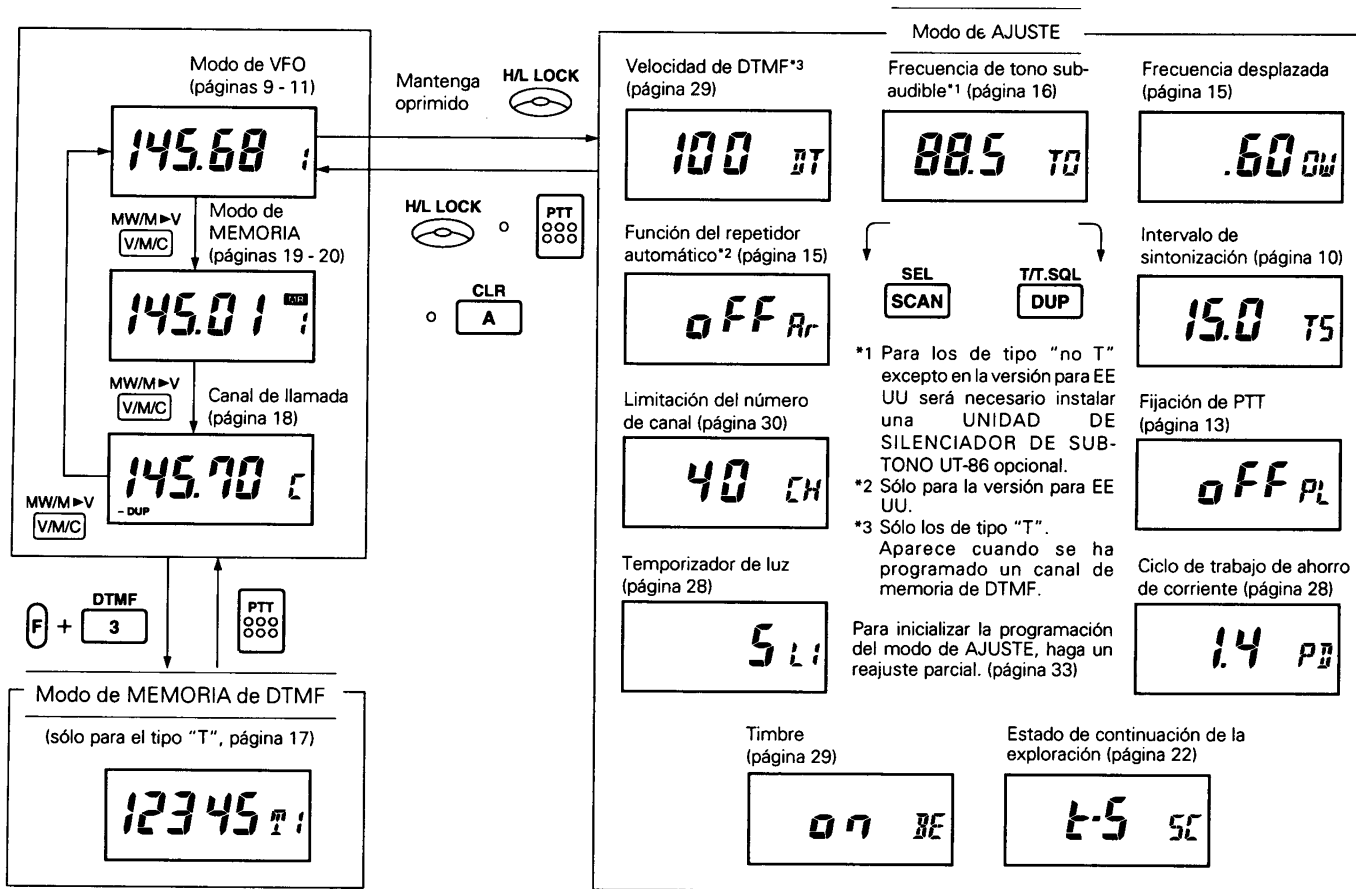 Modo de VFO
(páginas 9 - 11)
145.68 1
MW/M►V
V/M/C
Modo de
MEMORIA
(páginas 19 - 20)
145.01 MR 1
MW/M►V
V/M/C
Canal de llamada
(página 18)
145.70 C
– DUP
MW/M►V
V/M/C
F + DTMF
3
PTT
Modo de MEMORIA de DTMF
(sólo para el tipo "T", página 17)
12345 T1
Mantenga
oprimido
H/L LOCK
H/L LOCK
o
PTT
o
CLR
A
Modo de AJUSTE
Velocidad de DTMF*3
(página 29)
100 DT
Frecuencia de tono sub-
audible*1 (página 16)
88.5 TO
Frecuencia desplazada
(página 15)
.60 OW
Función del repetidor
automático*2 (página 15)
oFF Ar
SEL
SCAN
T/T.SQL
DUP
Intervalo de
sintonización (página 10)
15.0 TS
Limitación del número
de canal (página 30)
40 CH
*1 Para los de tipo "no T"
excepto en la versión para EE
UU será necesario instalar
una UNIDAD DE
SILENCIADOR DE SUB-
TONO UT-86 opcional.
*2 Sólo para la versión para EE
UU.
*3 Sólo los de tipo "T".
Aparece cuando se ha
programado un canal de
memoria de DTMF.
Fijación de PTT
(página 13)
oFF PL
Temporizador de luz
(página 28)
5 LI
Para inicializar la programación
del modo de AJUSTE, haga un
reajuste parcial. (página 33)
Ciclo de trabajo de ahorro
de corriente (página 28)
1.4 PD
Timbre
(página 29)
on BE
Estado de continuación de la
exploración (página 22)
t-5 SC